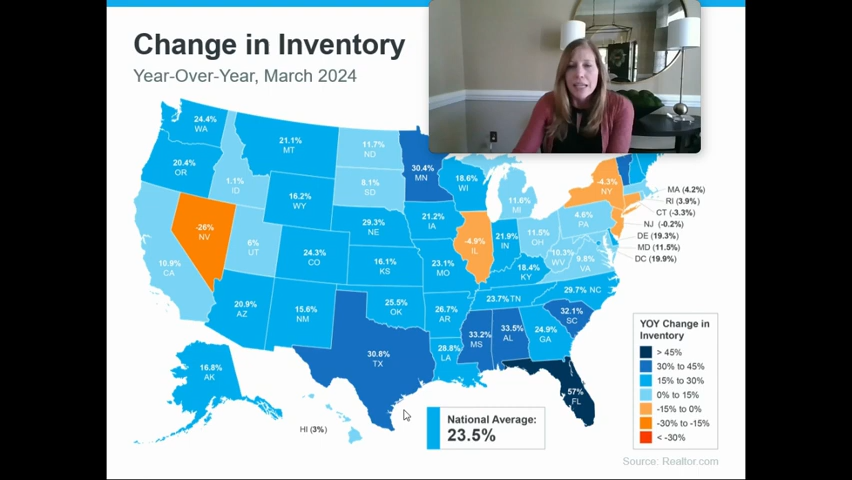 Change in Inventory
Year-Over-Year, March 2024
24.4%
WA
21.1%
MT
11.7%
ND
30.4%
MN
20.4%
OR
1.1%
ID
8.1%
SD
18.6%
WI
-4.3%
NY
MA (4.2%)
RI (3.9%)
CT (-3.3%)
NJ (-0.2%)
DE (19.3%)
MD (11.5%)
DC (19.9%)
16.2%
WY
11.6%
MI
4.6%
PA
-26%
NV
6%
UT
29.3%
NE
21.2%
IA
-4.9%
IL
21.9%
IN
11.5%
OH
10.3%
WV
9.8%
VA
10.9%
CA
24.3%
CO
16.1%
KS
23.1%
MO
18.4%
KY
29.7% NC
20.9%
AZ
15.6%
NM
25.5%
OK
26.7%
AR
23.7% TN
32.1%
SC
30.8%
TX
28.8%
LA
33.2%
MS
33.5%
AL
24.9%
GA
57%
FL
16.8%
AK
HI (3%)
National Average:
23.5%
YOY Change in
Inventory
> 45%
30% to 45%
15% to 30%
0% to 15%
-15% to 0%
-30% to -15%
< -30%
Source: Realtor.com